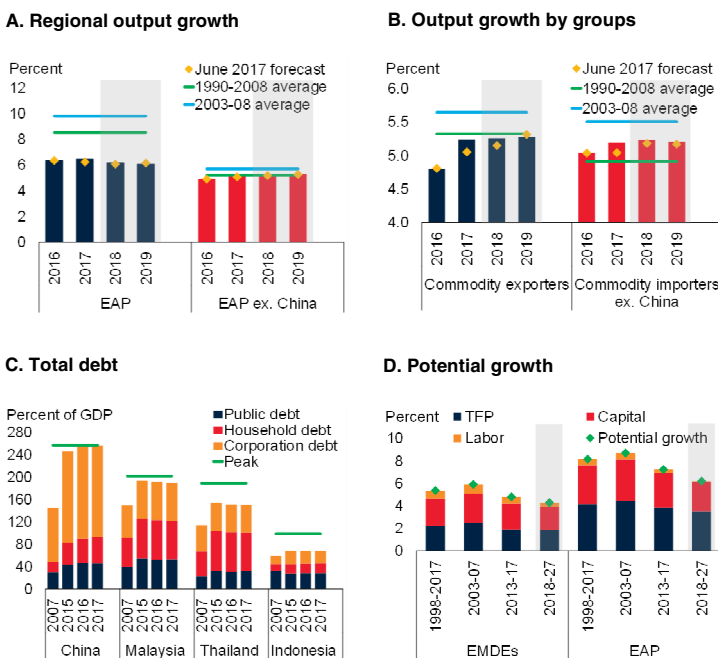 A. Regional output growth
Percent
June 2017 forecast
1990-2008 average
2003-08 average
12
10
8
6
4
2
0
2016
2017
2018
2019
2016
2017
2018
2019
EAP
EAP ex. China
B. Output growth by groups
Percent
June 2017 forecast
1990-2008 average
2003-08 average
6.0
5.5
5.0
4.5
4.0
2016
2017
2018
2019
2016
2017
2018
2019
Commodity exporters
Commodity importers
ex. China
C. Total debt
Percent of GDP
Public debt
Household debt
Corporation debt
Peak
280
240
200
160
120
80
40
0
2007
2015
2016
2017
2007
2015
2016
2017
2007
2015
2016
2017
2007
2015
2016
2017
China
Malaysia
Thailand
Indonesia
D. Potential growth
Percent
TFP
Capital
Labor
Potential growth
10
8
6
4
2
0
1998-2017
2003-07
2013-17
2018-27
1998-2017
2003-07
2013-17
2018-27
EMDEs
EAP